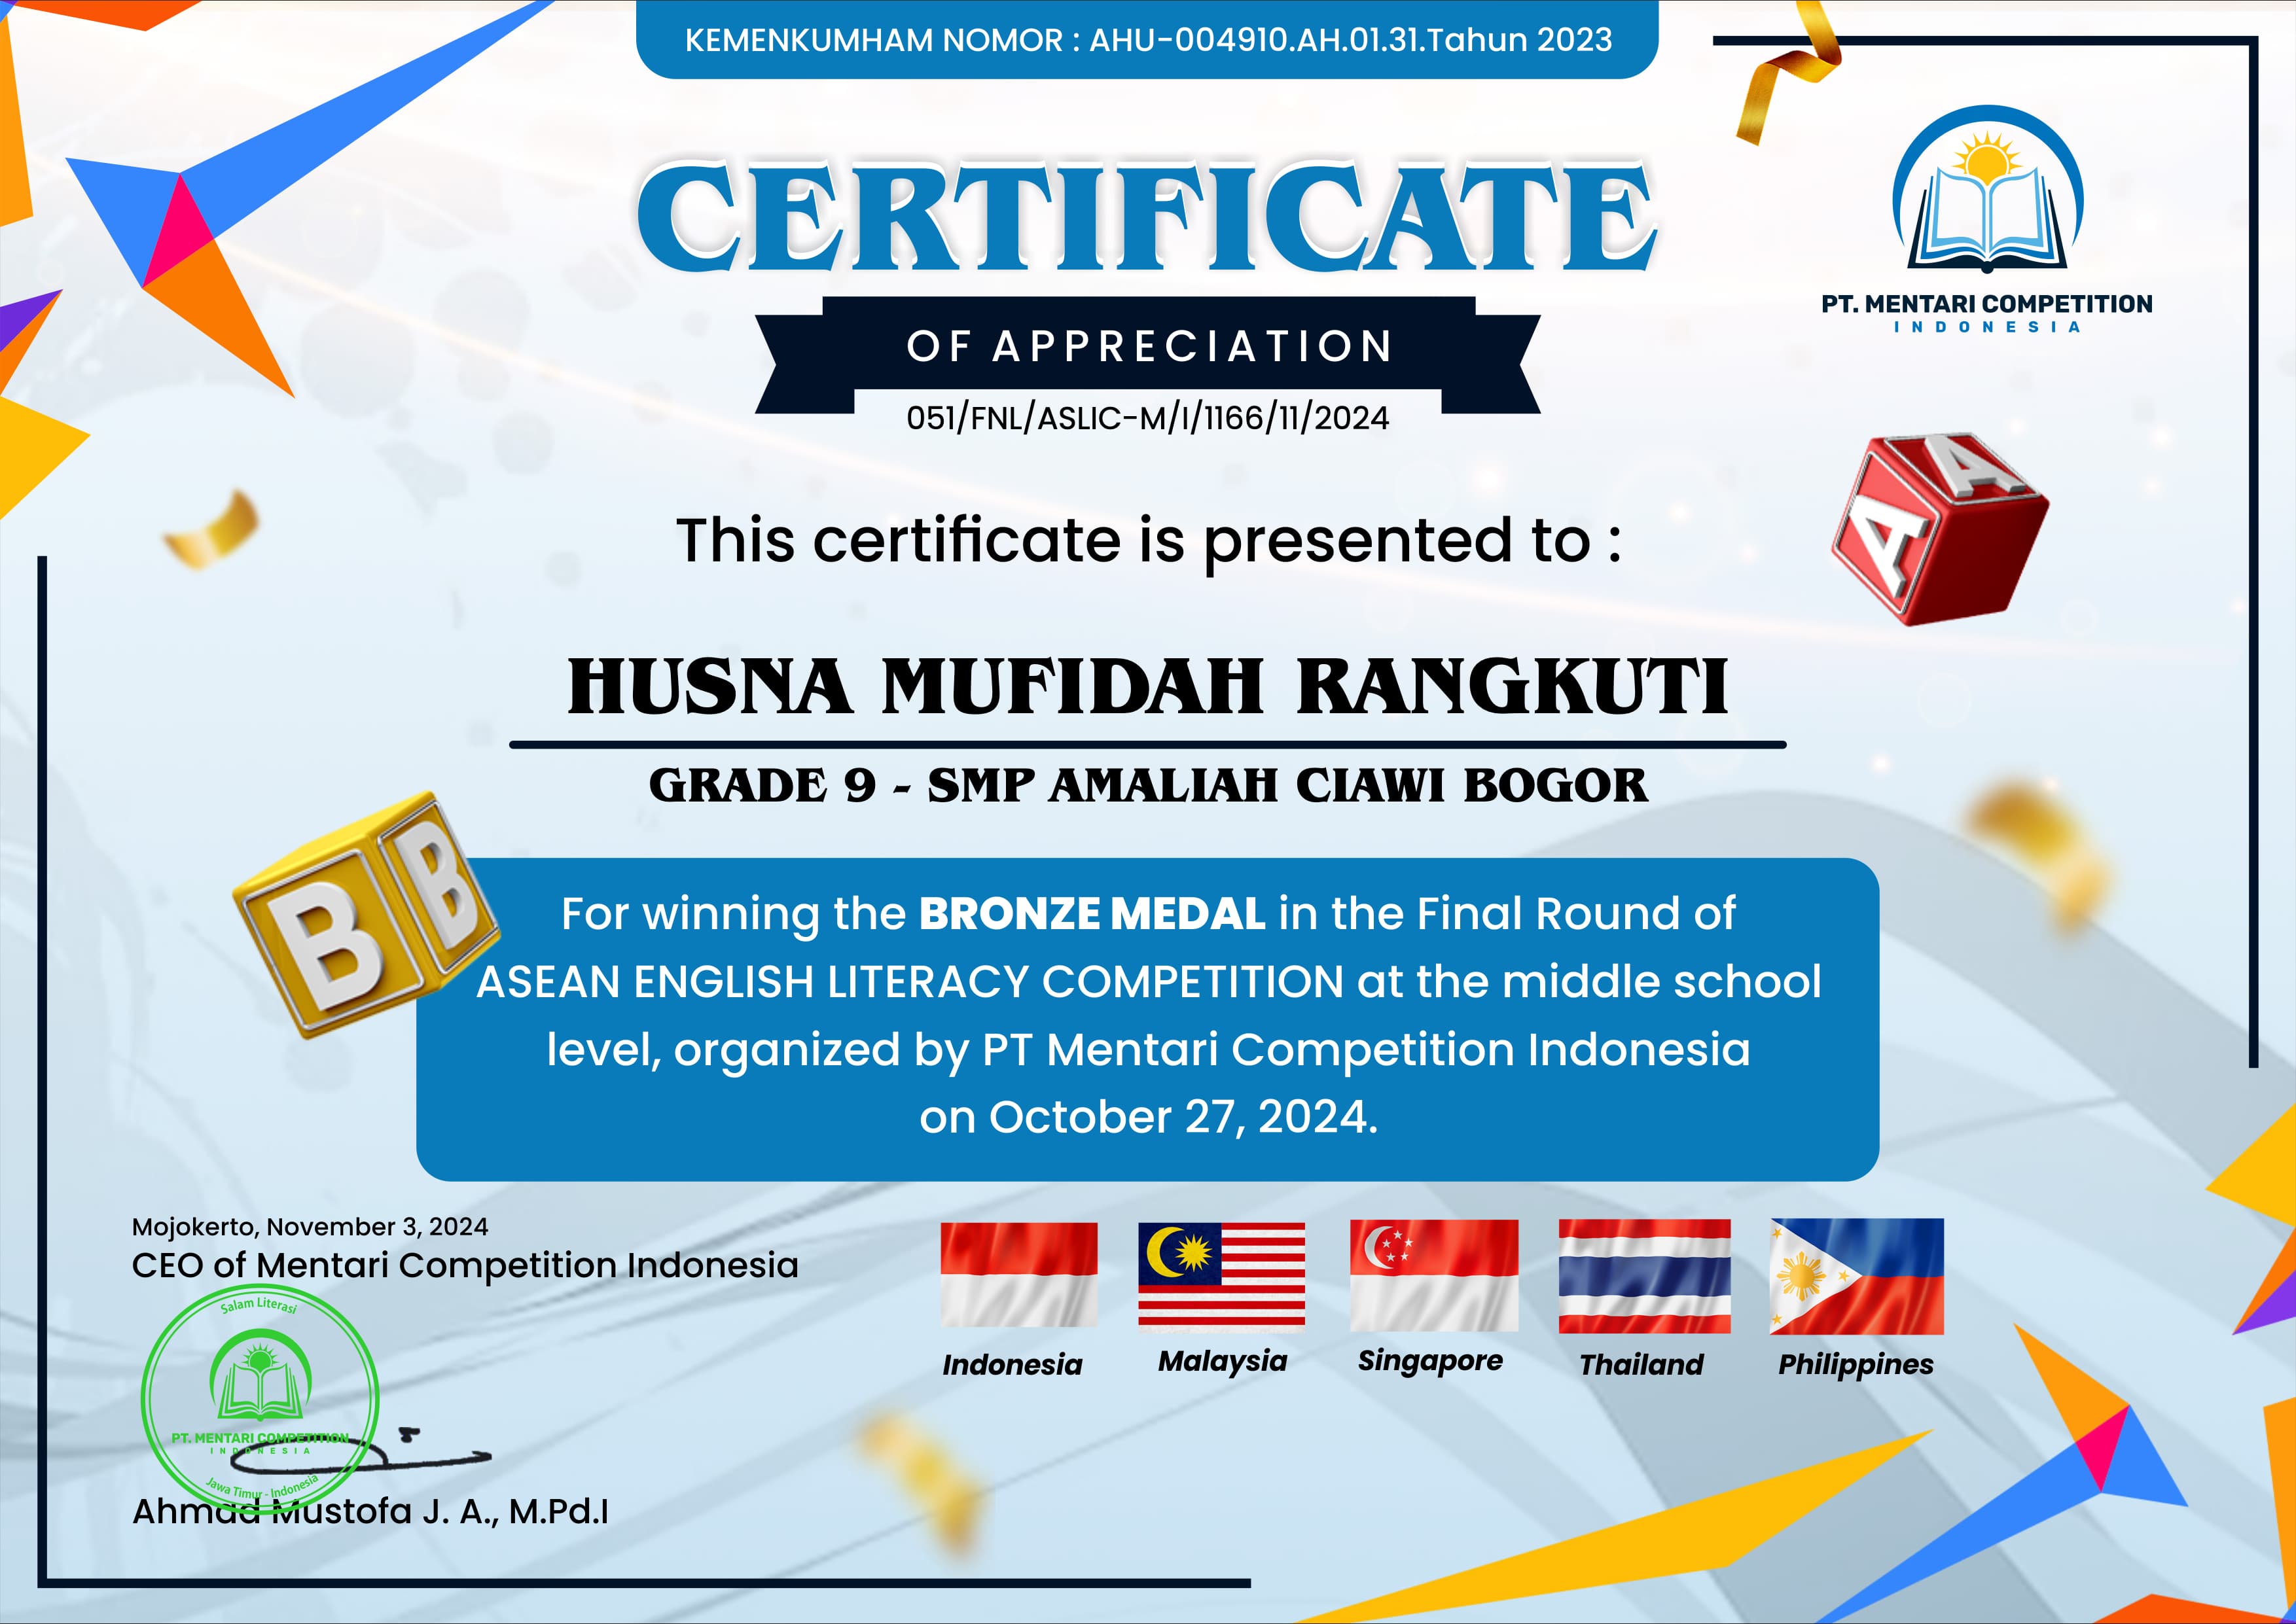 KEMENKUMHAM NOMOR : AHU-004910.AH.01.31.Tahun 2023
CERTIFICATE
OF APPRECIATION
051/FNL/ASLIC-M/I/1166/11/2024
PT. MENTARI COMPETITION
INDONESIA
A
A
This certificate is presented to :
HUSNA MUFIDAH RANGKUTI
GRADE 9 - SMP AMALIAH CIAWI BOGOR
B
B
For winning the BRONZE MEDAL in the Final Round of
ASEAN ENGLISH LITERACY COMPETITION at the middle school
level, organized by PT Mentari Competition Indonesia
on October 27, 2024.
Mojokerto, November 3, 2024
CEO of Mentari Competition Indonesia
Salam Literasi
PT. MENTARI COMPETITION
INDONESIA
Jawa Timur - Indonesia
Ahmad Mustofa J. A., M.Pd.I
Indonesia
Malaysia
Singapore
Thailand
Philippines